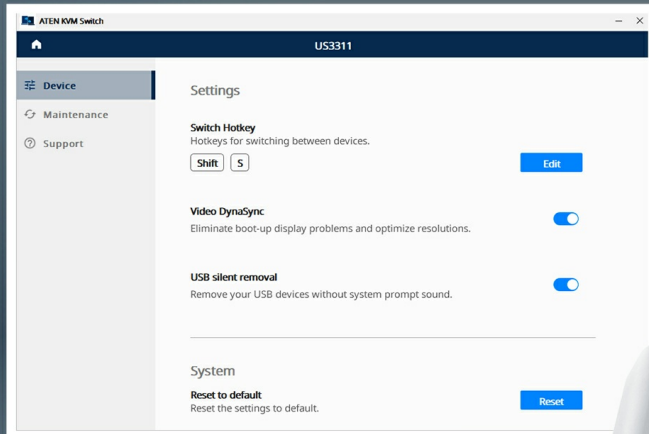 ATEN KVM Switch
US3311
Device
Maintenance
Support
Settings
Switch Hotkey
Hotkeys for switching between devices.
Shift S
Edit
Video DynaSync
Eliminate boot-up display problems and optimize resolutions.
USB silent removal
Remove your USB devices without system prompt sound.
System
Reset to default
Reset the settings to default.
Reset